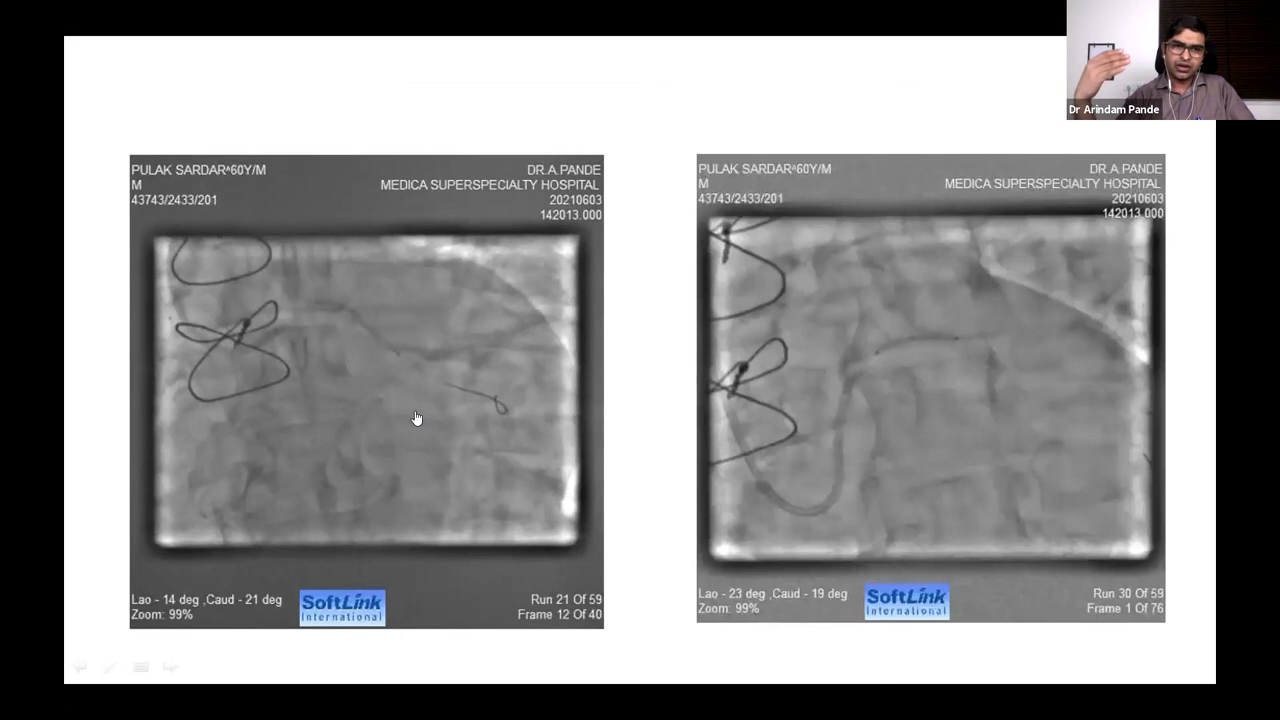 Dr Arindam Pande
PULAK SARDAR^60Y/M
DR.A.PANDE
M
MEDICA SUPERSPECIALTY HOSPITAL
43743/2433/201
20210603
142013.000
Lao - 14 deg ,Caud - 21 deg
Zoom: 99%
SoftLink
International
Run 21 Of 59
Frame 12 Of 40
PULAK SARDAR^60Y/M
DR.A.PANDE
M
MEDICA SUPERSPECIALTY HOSPITAL
43743/2433/201
20210603
142013.000
Lao - 23 deg ,Caud - 19 deg
Zoom: 99%
SoftLink
International
Run 30 Of 59
Frame 1 Of 76